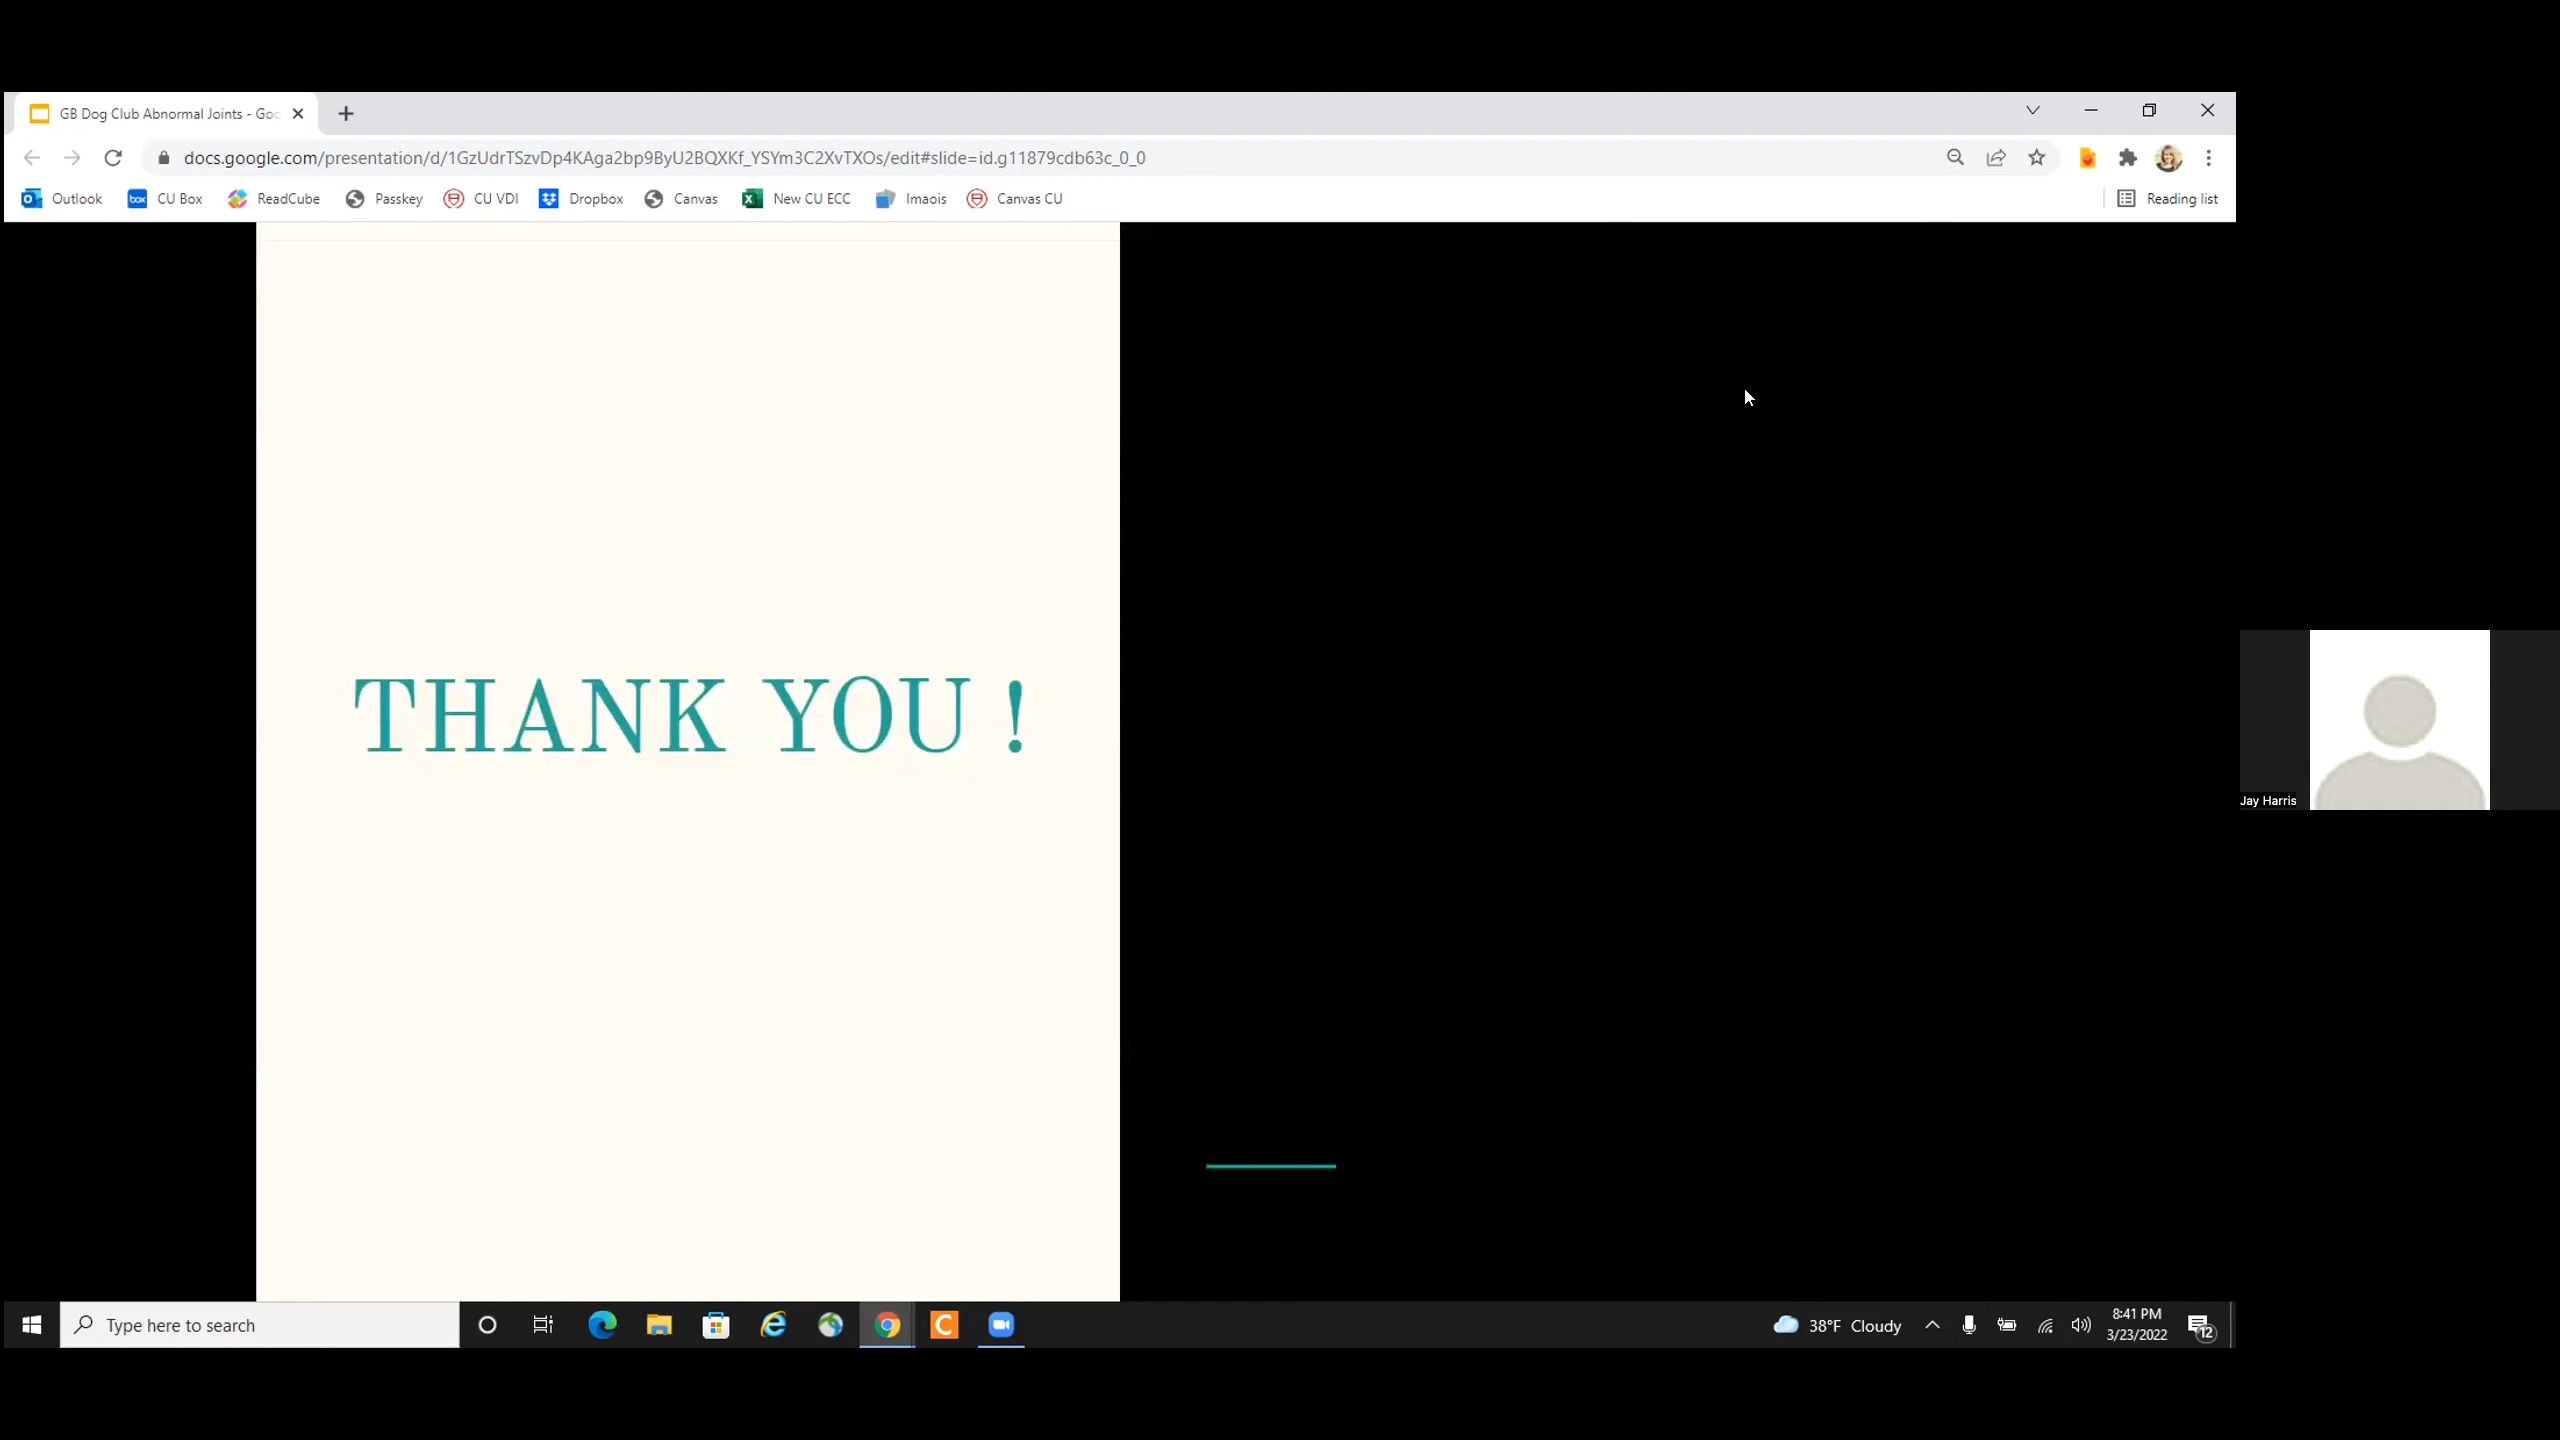 GB Dog Club Abnormal Joints - Goo
docs.google.com/presentation/d/1GzUdrTSzvDp4KAga2bp9ByU2BQXKf_YSYm3C2XvTXOs/edit#slide=id.g11879cdb63c_0_0
Outlook box CU Box ReadCube Passkey CU VDI Dropbox Canvas New CU ECC Imaois Canvas CU Reading list
THANK YOU !
Jay Harris
Type here to search
38°F Cloudy
8:41 PM
3/23/2022
12